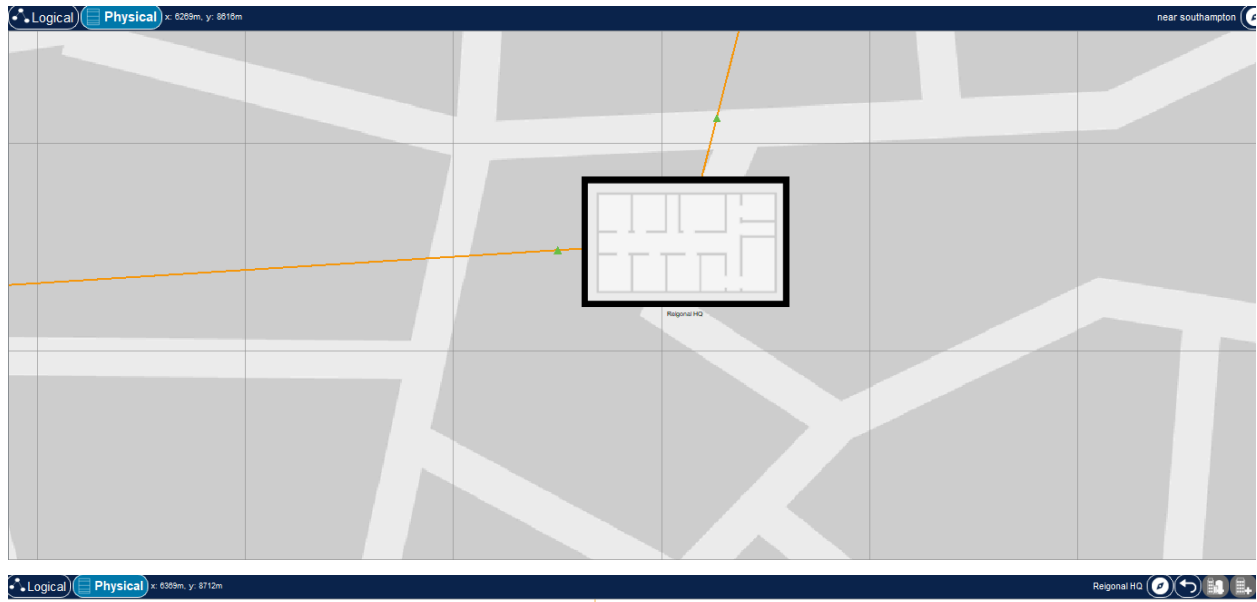 Logical Physical x: 6269m, y: 8616m near southampton
Reigonal HQ
Logical Physical x: 6369m, y: 8712m Reigonal HQ